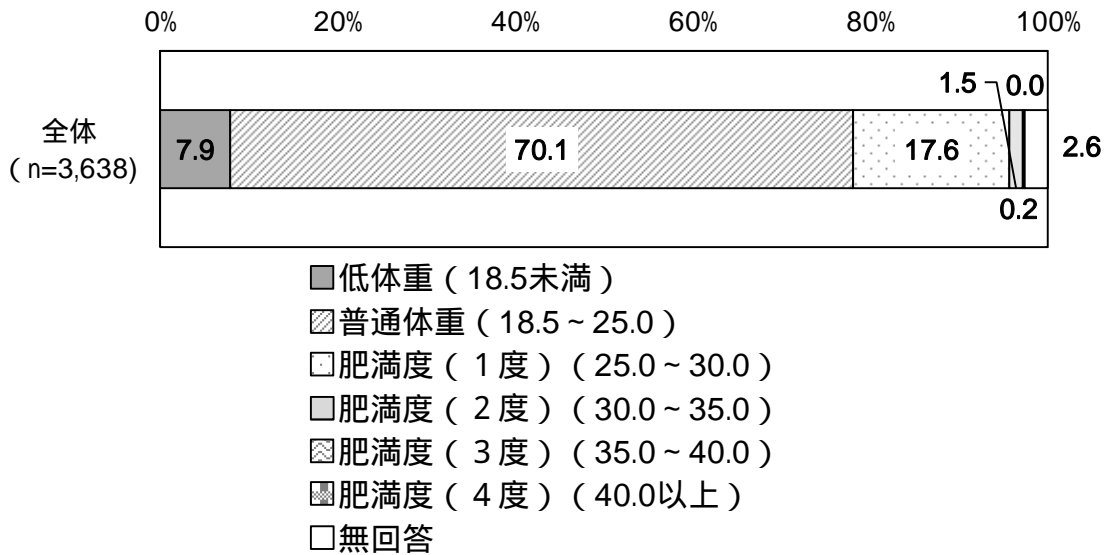 0% 20% 40% 60% 80% 100%
1.5 0.0
全体
（n=3,638）
7.9 70.1 17.6 2.6
0.2
低体重（18.5未満）
普通体重（18.5～25.0）
肥満度（１度）（25.0～30.0）
肥満度（２度）（30.0～35.0）
肥満度（３度）（35.0～40.0）
肥満度（４度）（40.0以上）
無回答